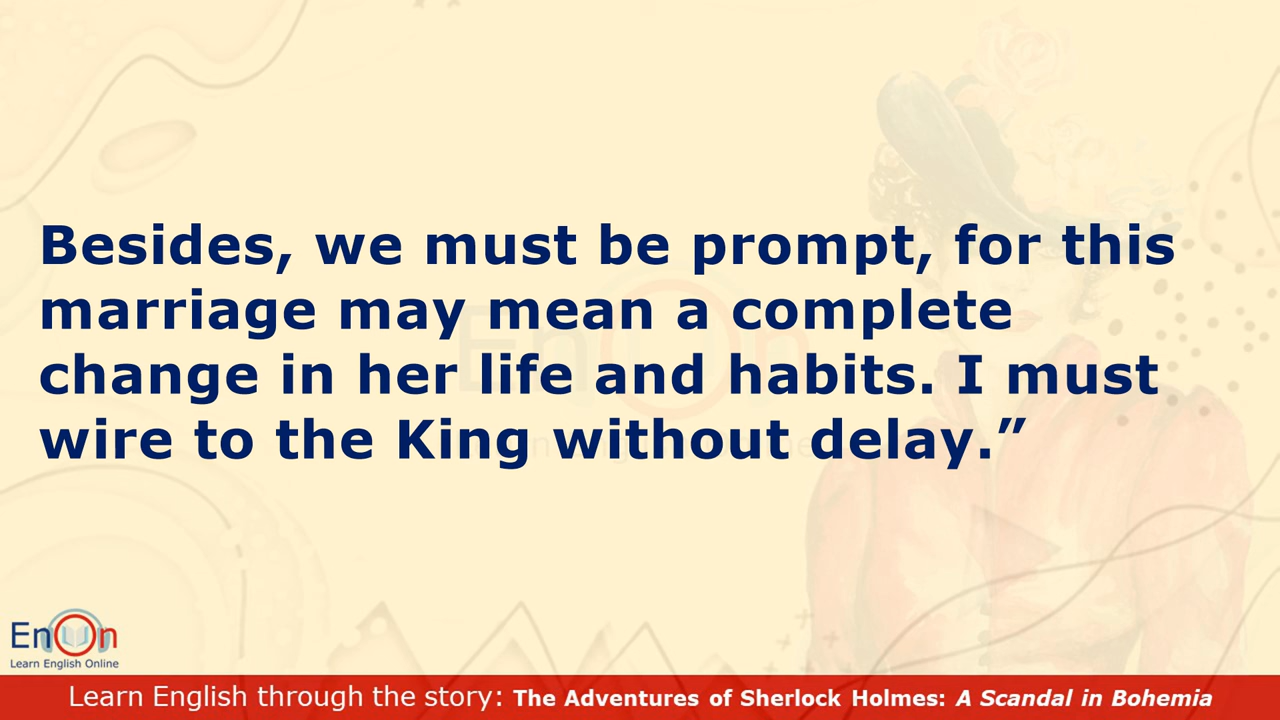 Besides, we must be prompt, for this
marriage may mean a complete
change in her life and habits. I must
wire to the King without delay.”
EnOn
Learn English Online
Learn English through the story: The Adventures of Sherlock Holmes: A Scandal in Bohemia